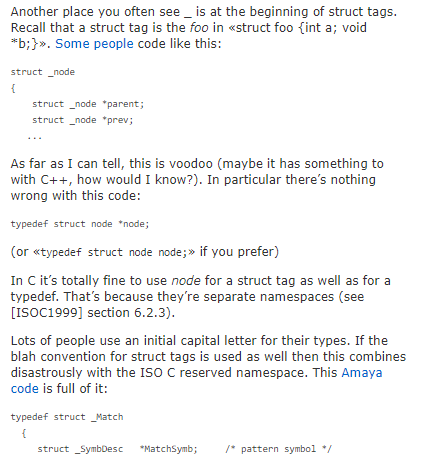 Another place you often see _ is at the beginning of struct tags.
Recall that a struct tag is the foo in «struct foo {int a; void
*b;}». Some people code like this:
struct _node
{
struct _node *parent;
struct _node *prev;
...
As far as I can tell, this is voodoo (maybe it has something to
with C++, how would I know?). In particular there's nothing
wrong with this code:
typedef struct node *node;
(or «typedef struct node node;» if you prefer)
In C it's totally fine to use node for a struct tag as well as for a
typedef. That's because they're separate namespaces (see
[ISOC1999] section 6.2.3).
Lots of people use an initial capital letter for their types. If the
blah convention for struct tags is used as well then this combines
disastrously with the ISO C reserved namespace. This Amaya
code is full of it:
typedef struct _Match
{
struct _SymbDesc *MatchSymb; /* pattern symbol */